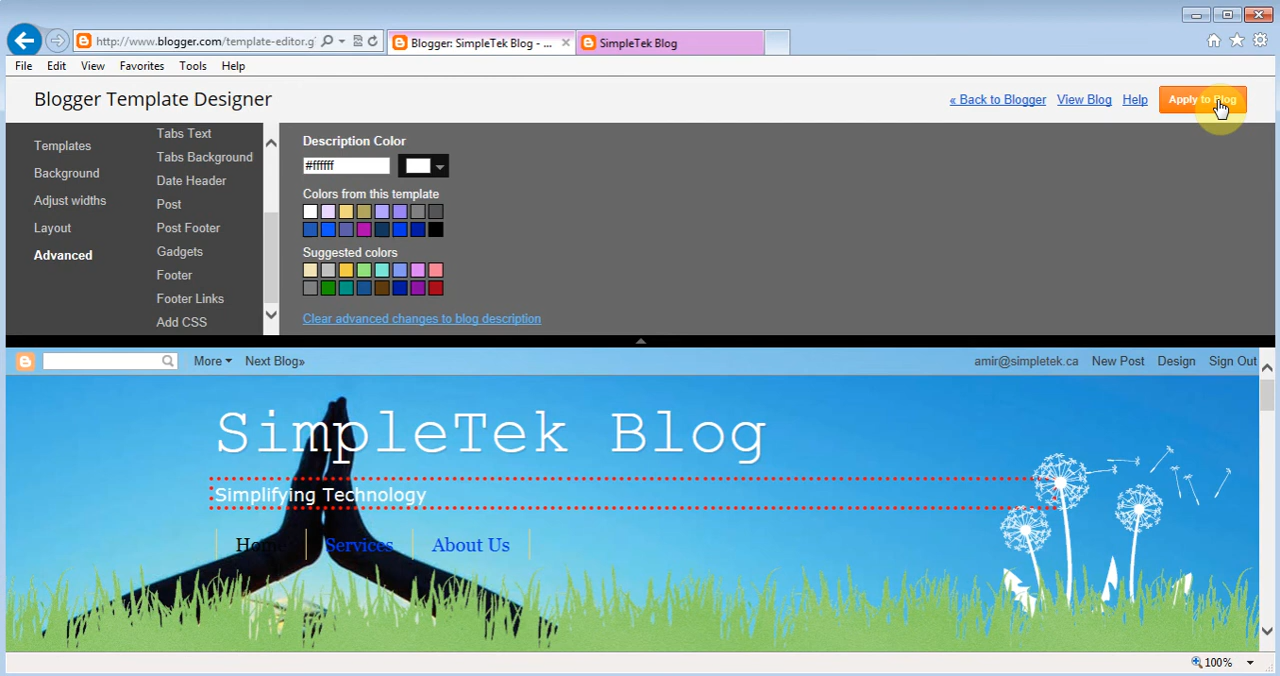 http://www.blogger.com/template-editor.g
Blogger: SimpleTek Blog - ...
SimpleTek Blog
File Edit View Favorites Tools Help
Blogger Template Designer
« Back to Blogger View Blog Help Apply to Blog
Templates
Background
Adjust widths
Layout
Advanced
Tabs Text
Tabs Background
Date Header
Post
Post Footer
Gadgets
Footer
Footer Links
Add CSS
Description Color
#ffffff
Colors from this template
Suggested colors
Clear advanced changes to blog description
More Next Blog»
amir@simpletek.ca New Post Design Sign Out
SimpleTek Blog
Simplifying Technology
Home Services About Us
100%